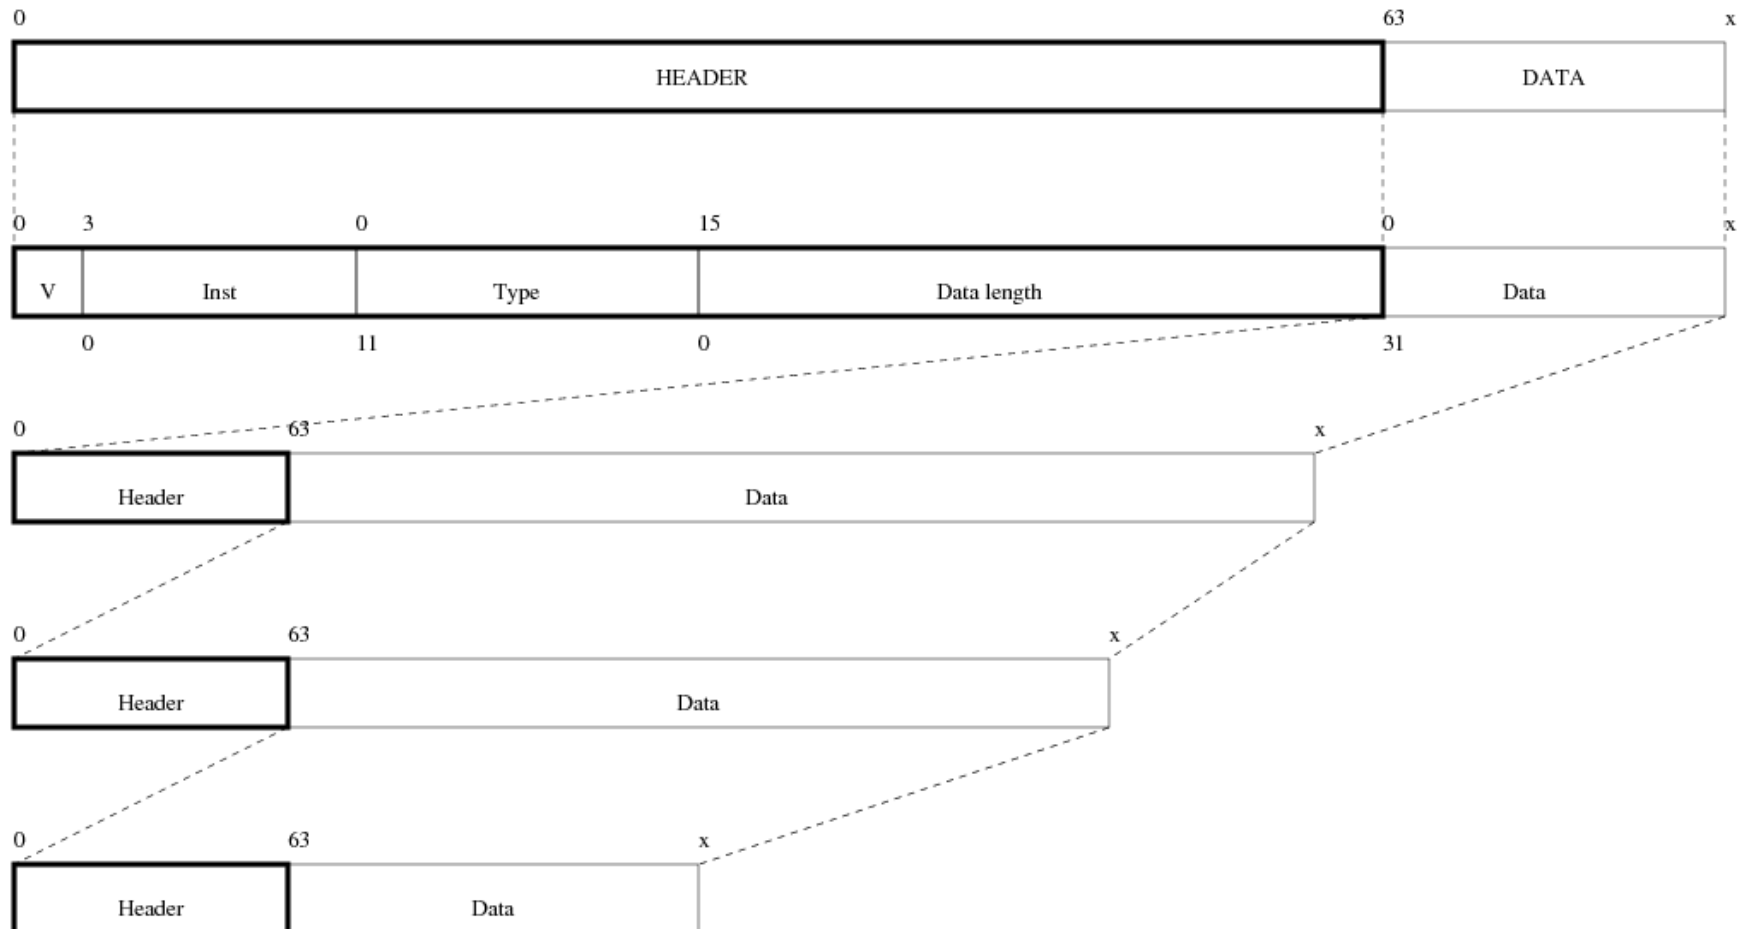 0 63 x
HEADER DATA
0 3 0 15 0 x
V Inst Type Data length Data
0 11 0 31
0 63 x
Header Data
0 63 x
Header Data
0 63 x
Header Data